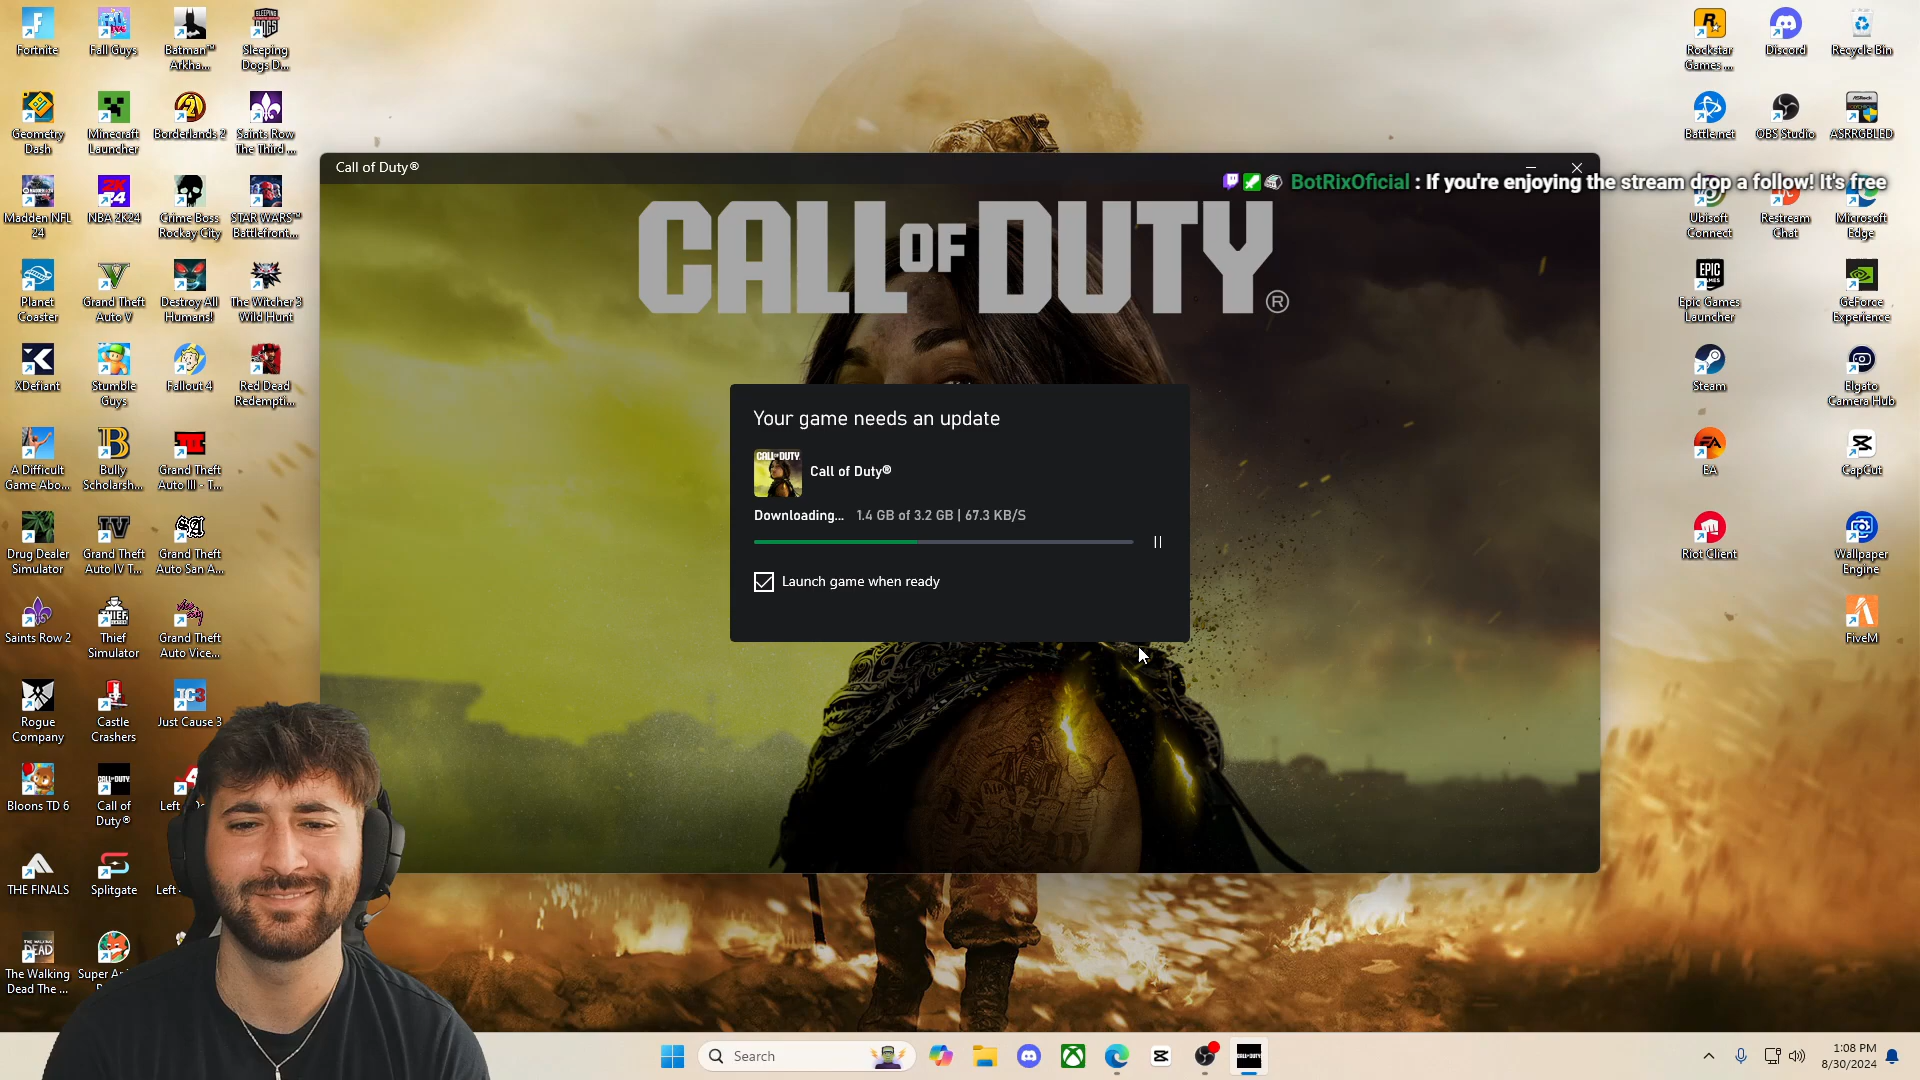 Fortnite
Fall Guys
Batman™
Arkha...
Sleeping
Dogs D...
Rockstar
Games ...
Discord
Recycle Bin
Geometry
Dash
Minecraft
Launcher
Borderlands 2
Saints Row
The Third ...
Battle.net
OBS Studio
ASRRGBLED
Call of Duty®
BotRixOficial : If you're enjoying the stream drop a follow! It's free
Madden NFL
24
NBA 2K24
Crime Boss
Rockay City
STAR WARS™
Battlefront...
Ubisoft
Connect
Restream
Chat
Microsoft
Edge
CALL OF DUTY®
Planet
Coaster
Grand Theft
Auto V
Destroy All
Humans!
The Witcher 3
Wild Hunt
Epic Games
Launcher
GeForce
Experience
XDefiant
Stumble
Guys
Fallout 4
Red Dead
Redempti...
Steam
Elgato
Camera Hub
Your game needs an update
CALL OF DUTY
Call of Duty®
Downloading... 1.4 GB of 3.2 GB | 67.3 KB/S
Launch game when ready
A Difficult
Game Abo...
Bully
Scholarsh...
Grand Theft
Auto III - T...
EA
CapCut
Drug Dealer
Simulator
Grand Theft
Auto IV T...
Grand Theft
Auto San A...
Riot Client
Wallpaper
Engine
Saints Row 2
Thief
Simulator
Grand Theft
Auto Vice...
FiveM
Rogue
Company
Castle
Crashers
Just Cause 3
Bloons TD 6
Call of
Duty®
Left
THE FINALS
Splitgate
Left
The Walking
Dead The ...
Super
Search
1:08 PM
8/30/2024